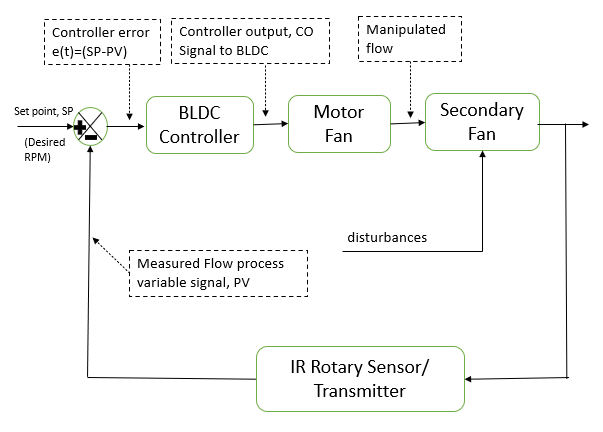 Controller error
e(t)=(SP-PV)
Controller output, CO
Signal to BLDC
Manipulated
flow
Set point, SP
(Desired
RPM)
BLDC
Controller
Motor
Fan
Secondary
Fan
disturbances
Measured Flow process
variable signal, PV
IR Rotary Sensor/
Transmitter